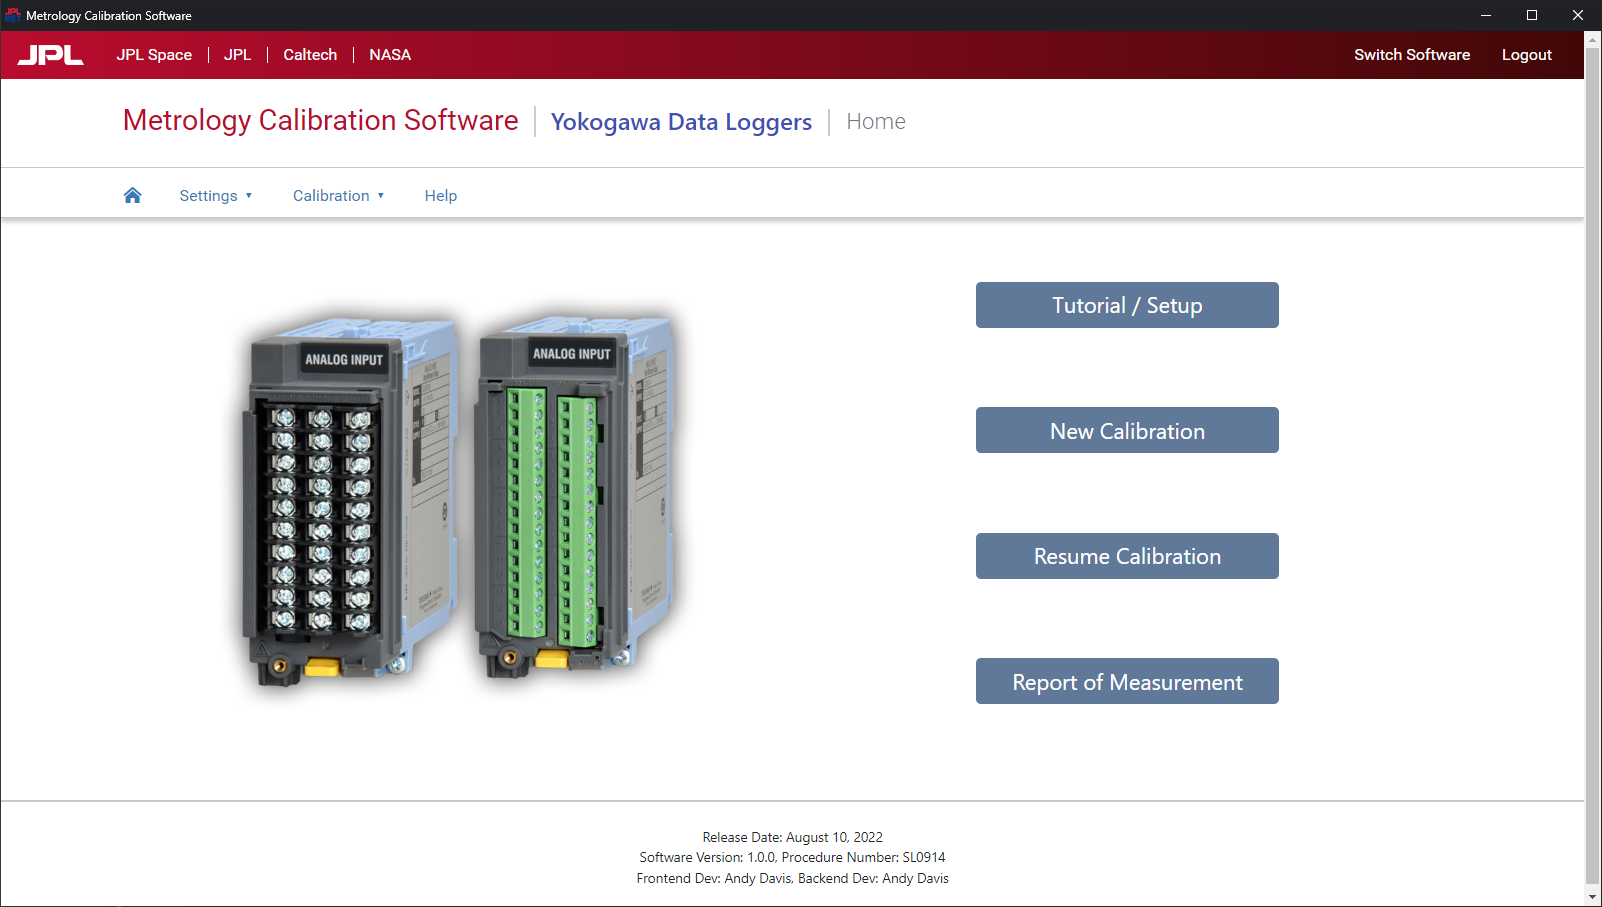 Metrology Calibration Software
JPL
JPL Space | JPL | Caltech | NASA
Switch Software
Logout
Metrology Calibration Software | Yokogawa Data Loggers | Home
Settings ▾
Calibration ▾
Help
ANALOG INPUT
ANALOG INPUT
Tutorial / Setup
New Calibration
Resume Calibration
Report of Measurement
Release Date: August 10, 2022
Software Version: 1.0.0, Procedure Number: SL0914
Frontend Dev: Andy Davis, Backend Dev: Andy Davis